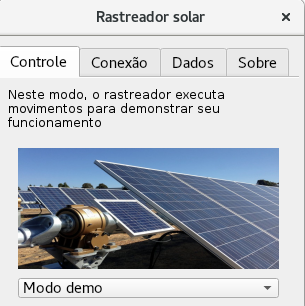 Rastreador solar
Controle
Conexão
Dados
Sobre
Neste modo, o rastreador executa
movimentos para demonstrar seu
funcionamento
Modo demo